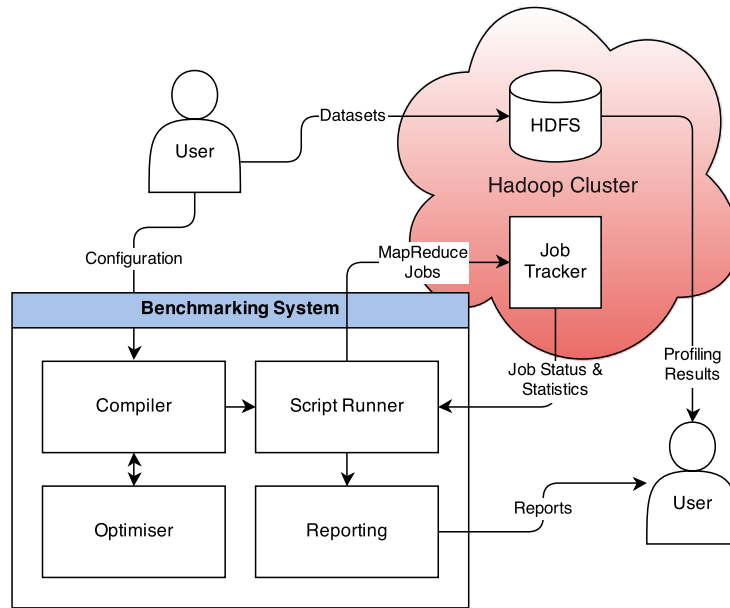 Datasets
HDFS
User
Hadoop Cluster
Configuration
MapReduce
Jobs
Job
Tracker
Benchmarking System
Job Status &
Statistics
Profiling
Results
Compiler
Script Runner
Optimiser
Reporting
Reports
User